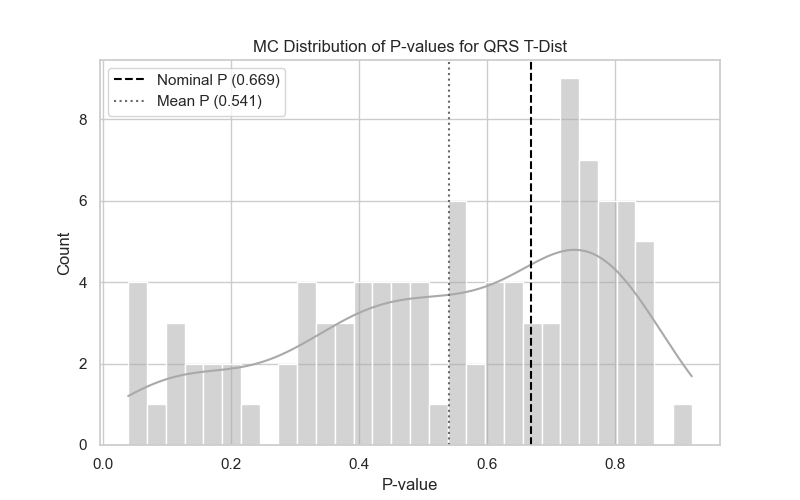 MC Distribution of P-values for QRS T-Dist
Nominal P (0.669)
Mean P (0.541)
8
6
4
2
0
Count
0.0 0.2 0.4 0.6 0.8
P-value